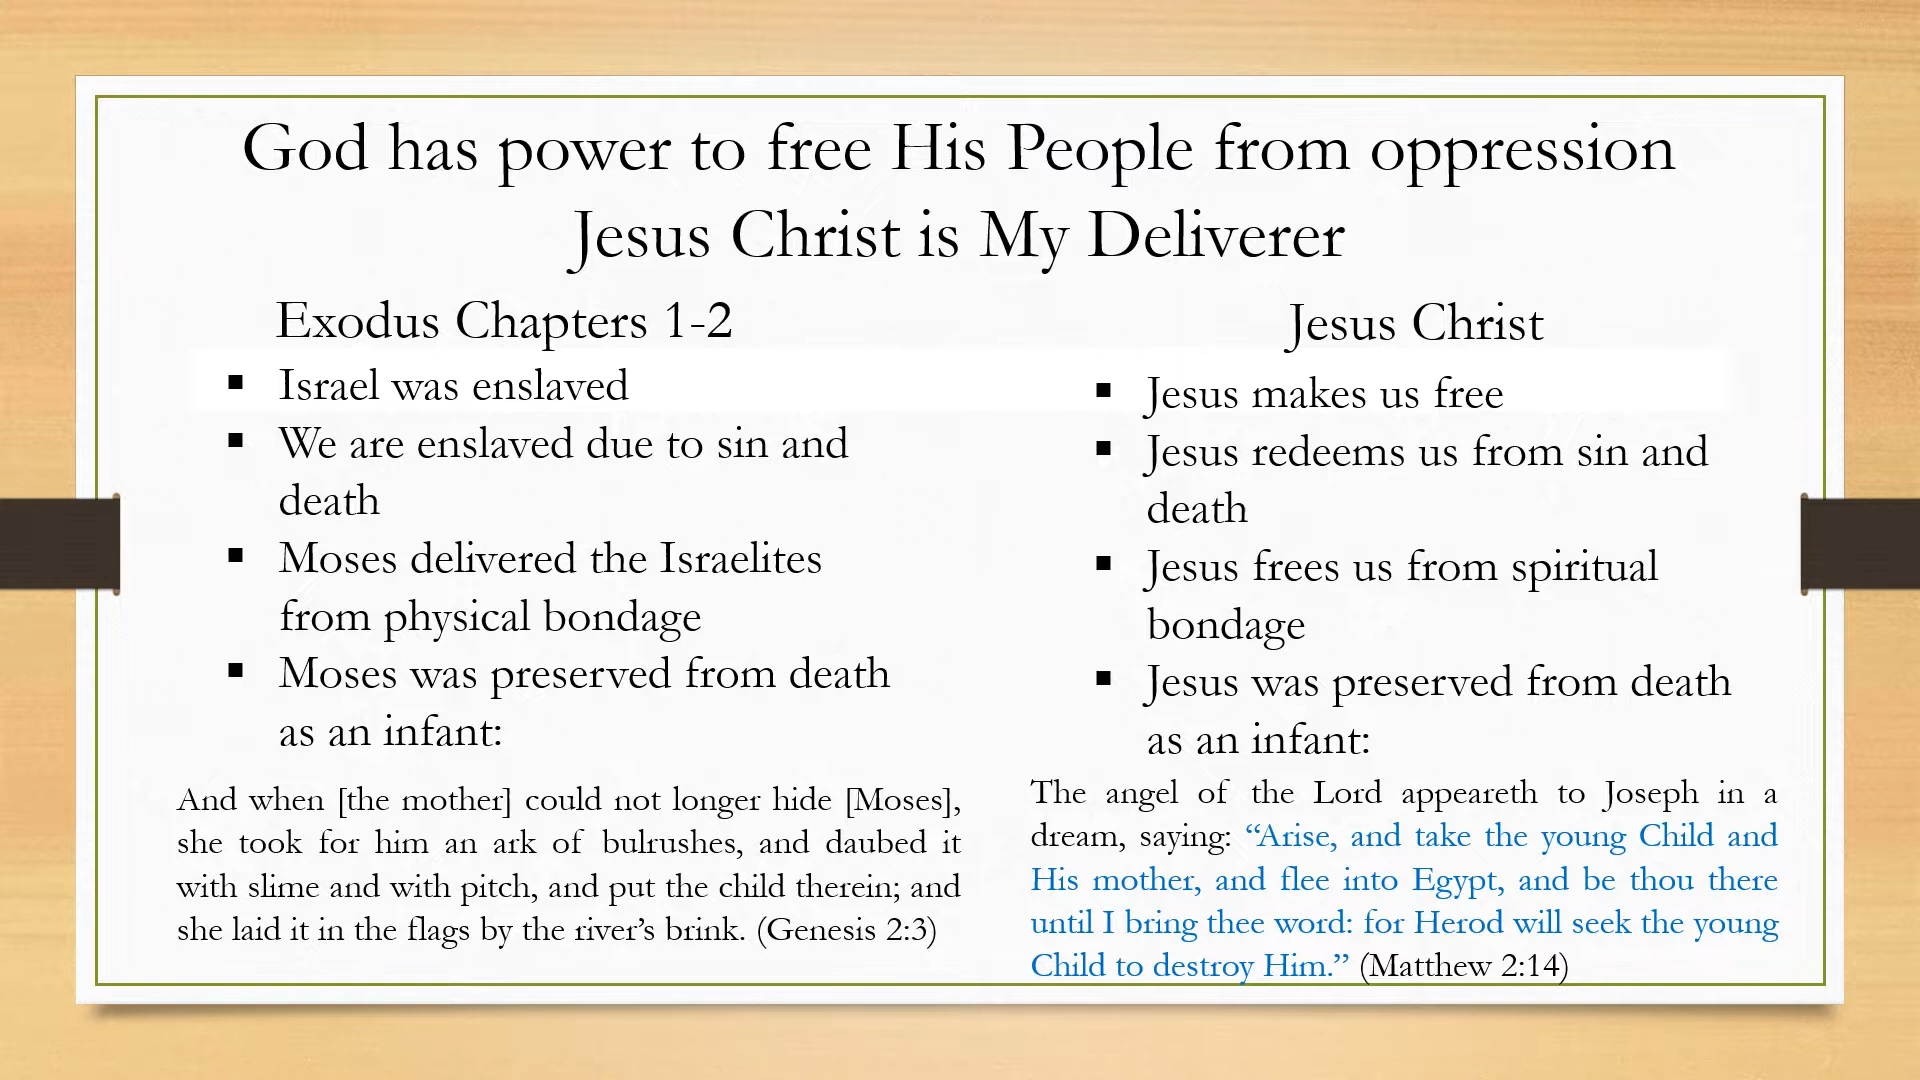 God has power to free His People from oppression
Jesus Christ is My Deliverer
Exodus Chapters 1-2
▪ Israel was enslaved
▪ We are enslaved due to sin and
death
▪ Moses delivered the Israelites
from physical bondage
▪ Moses was preserved from death
as an infant:
And when [the mother] could not longer hide [Moses],
she took for him an ark of bulrushes, and daubed it
with slime and with pitch, and put the child therein; and
she laid it in the flags by the river’s brink. (Genesis 2:3)
Jesus Christ
▪ Jesus makes us free
▪ Jesus redeems us from sin and
death
▪ Jesus frees us from spiritual
bondage
▪ Jesus was preserved from death
as an infant:
The angel of the Lord appeareth to Joseph in a
dream, saying: “Arise, and take the young Child and
His mother, and flee into Egypt, and be thou there
until I bring thee word: for Herod will seek the young
Child to destroy Him.” (Matthew 2:14)